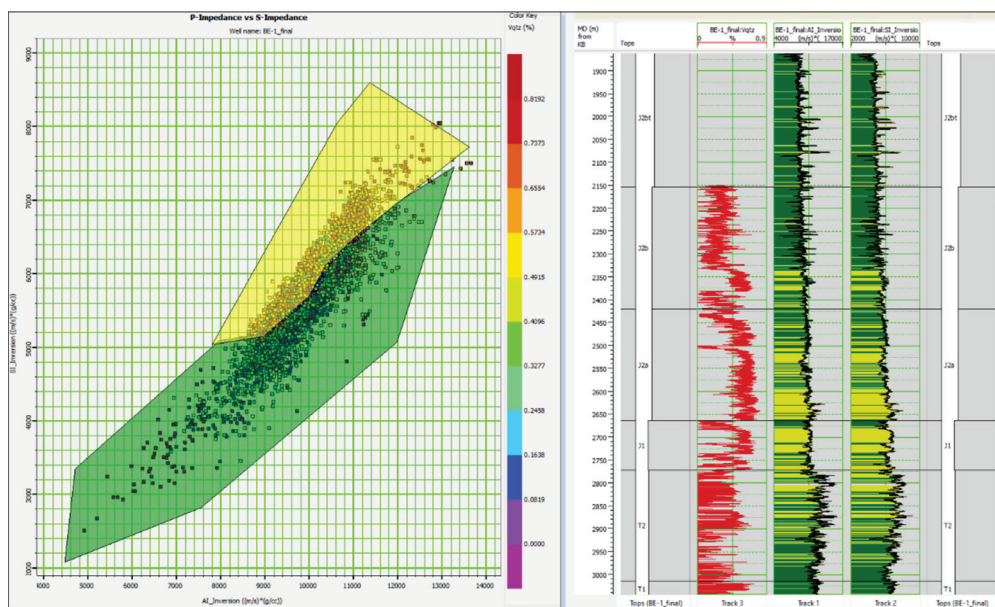 P-Impedance vs S-Impedance
Well name: BE-1_final
Color Key
Vqtz (%)
9000
8000
7000
6000
5000
4000
3000
2000
0.8192
0.7373
0.6554
0.5734
0.4915
0.4096
0.3277
0.2458
0.1638
0.0819
0.0000
5000
6000
7000
8000
9000
10000
11000
12000
13000
14000
AI_Inversion ((m/s)*(g/cc))
SI_Inversion ((m/s)*(g/cc))
MD (m)
from
KB
Tops
BE-1_final:Vqtz
0 % 0.9
BE-1_final:AI_Inversio
4000 (m/s)*( 17000
BE-1_final:SI_Inversio
2000 (m/s)*( 10000
Tops
1900
1950
2000
2050
2100
2150
2200
2250
2300
2350
2400
2450
2500
2550
2600
2650
2700
2750
2800
2850
2900
2950
3000
J2bt
J2b
J2a
J1
T2
T1
J2bt
J2b
J2a
J1
T2
T1
Tops (BE-1_final)
Track 3
Track 1
Track 2
Tops (BE-1_final)